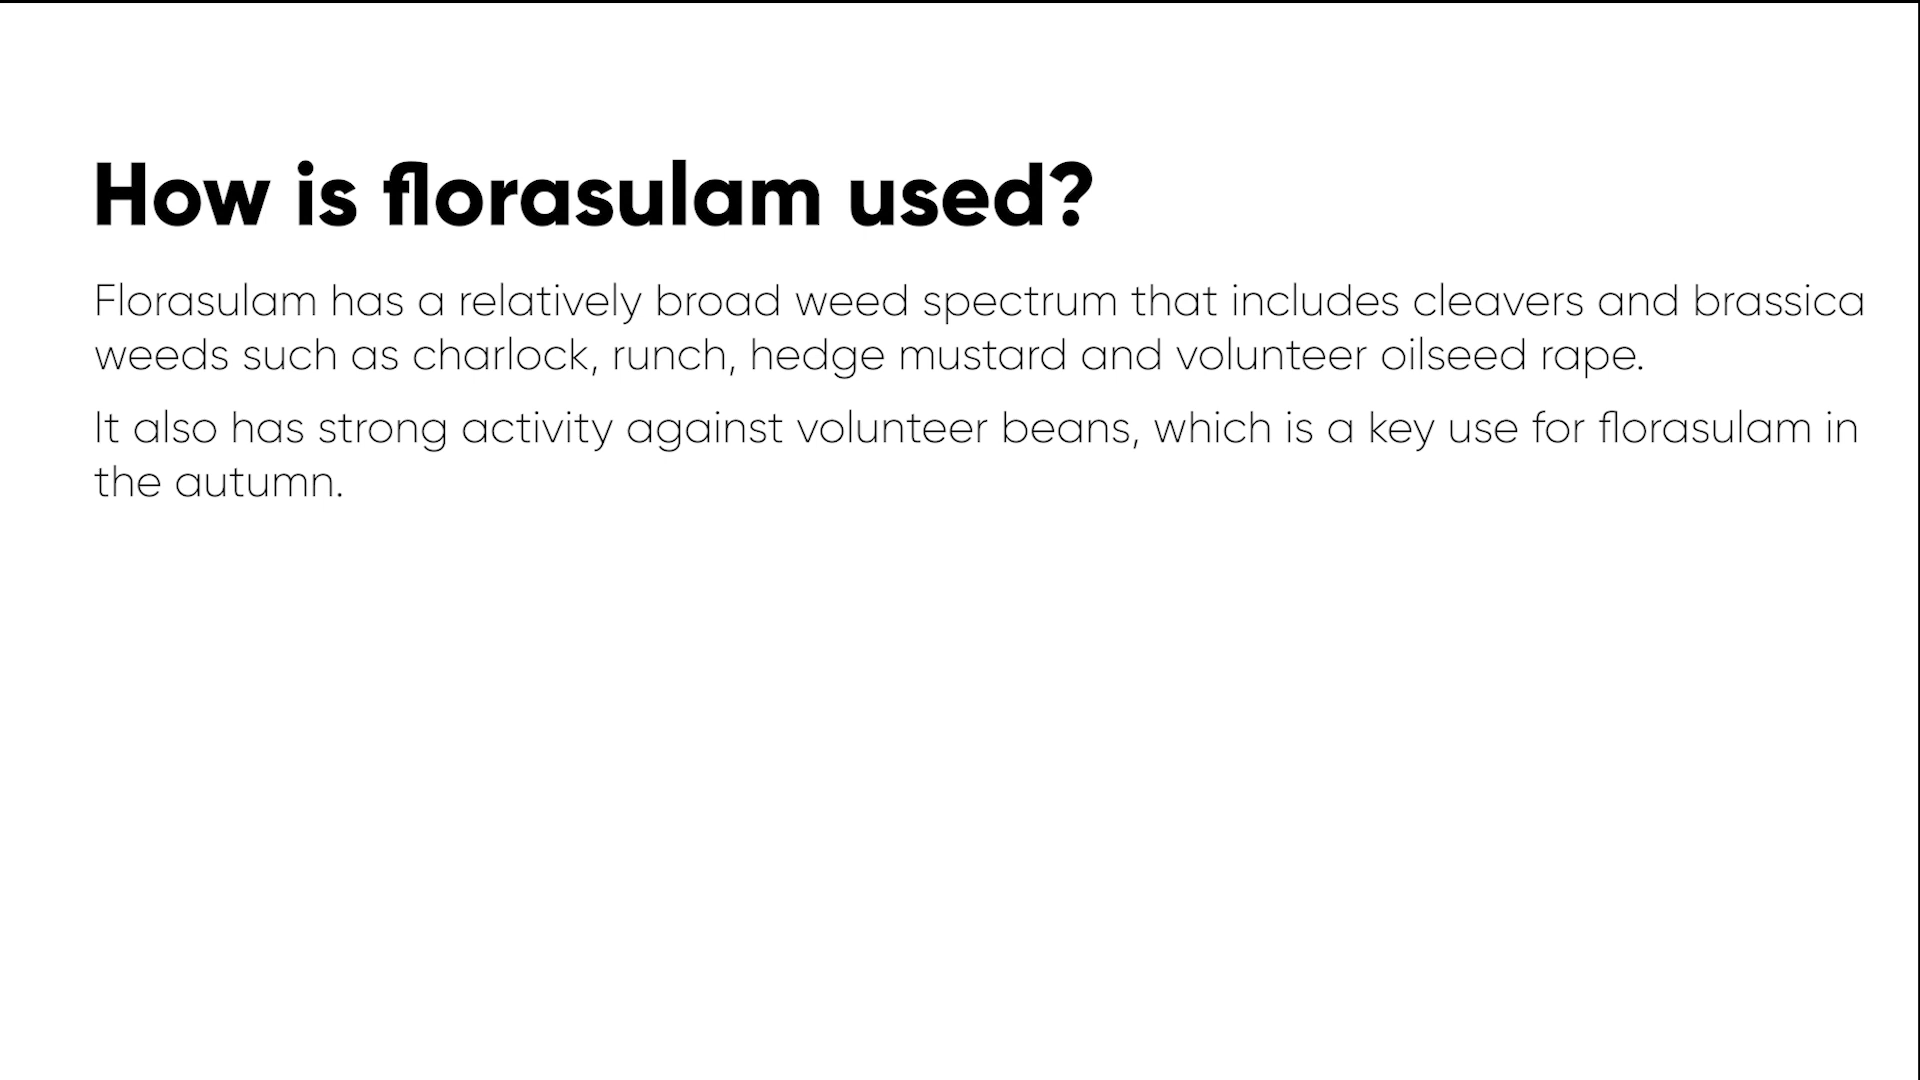 How is florasulam used?
Florasulam has a relatively broad weed spectrum that includes cleavers and brassica
weeds such as charlock, runch, hedge mustard and volunteer oilseed rape.
It also has strong activity against volunteer beans, which is a key use for florasulam in
the autumn.